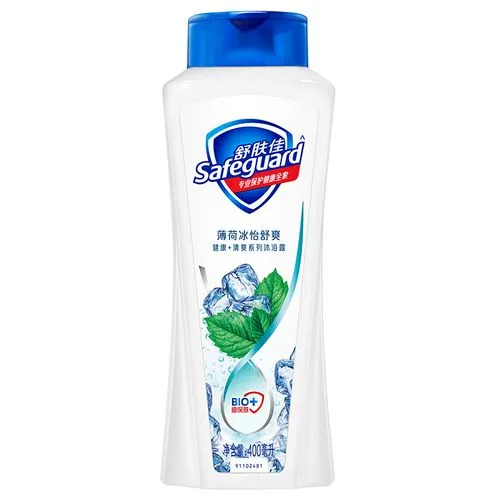 舒肤佳
Safeguard
专业保护健康全家
薄荷冰怡舒爽
健康+清爽系列沐浴露
BIO+
净含量:400毫升
91102481